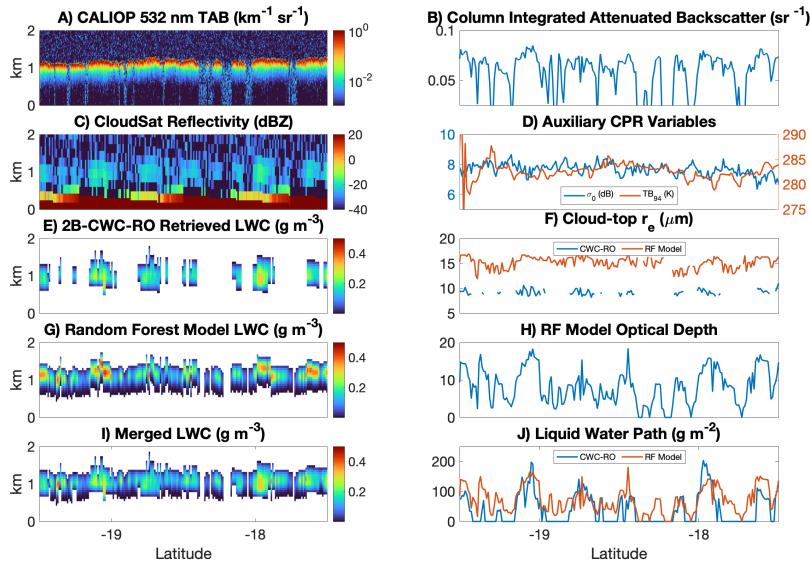 A) CALIOP 532 nm TAB (km⁻¹ sr⁻¹)
km
2
1
0
10⁰
10⁻²
B) Column Integrated Attenuated Backscatter (sr⁻¹)
0.1
0.05
C) CloudSat Reflectivity (dBZ)
km
2
1
0
20
0
-20
-40
D) Auxiliary CPR Variables
10
8
6
290
285
280
275
σ₀ (dB)
TB₉₄ (K)
E) 2B-CWC-RO Retrieved LWC (g m⁻³)
km
2
1
0
0.4
0.2
F) Cloud-top rₑ (μm)
20
15
10
5
CWC-RO
RF Model
G) Random Forest Model LWC (g m⁻³)
km
2
1
0
0.4
0.2
H) RF Model Optical Depth
20
10
0
I) Merged LWC (g m⁻³)
km
2
1
0
0.4
0.2
-19
-18
Latitude
J) Liquid Water Path (g m⁻²)
200
100
0
CWC-RO
RF Model
-19
-18
Latitude